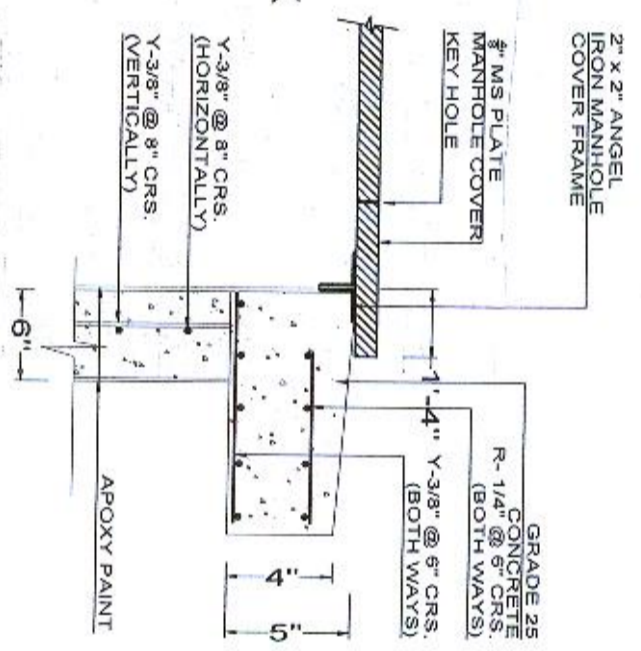 2" x 2" ANGEL
IRON MANHOLE
COVER FRAME
MS PLATE
MANHOLE COVER
KEY HOLE
Y-3/8" @ 8" CRS.
(HORIZONTALLY)
Y-3/8" @ 8" CRS.
(VERTICALLY)
6"
1'-4"
GRADE 25
CONCRETE
R- 1/4" @ 6" CRS.
(BOTH WAYS)
Y-3/8" @ 6" CRS.
(BOTH WAYS)
4"
5"
APOXY PAINT